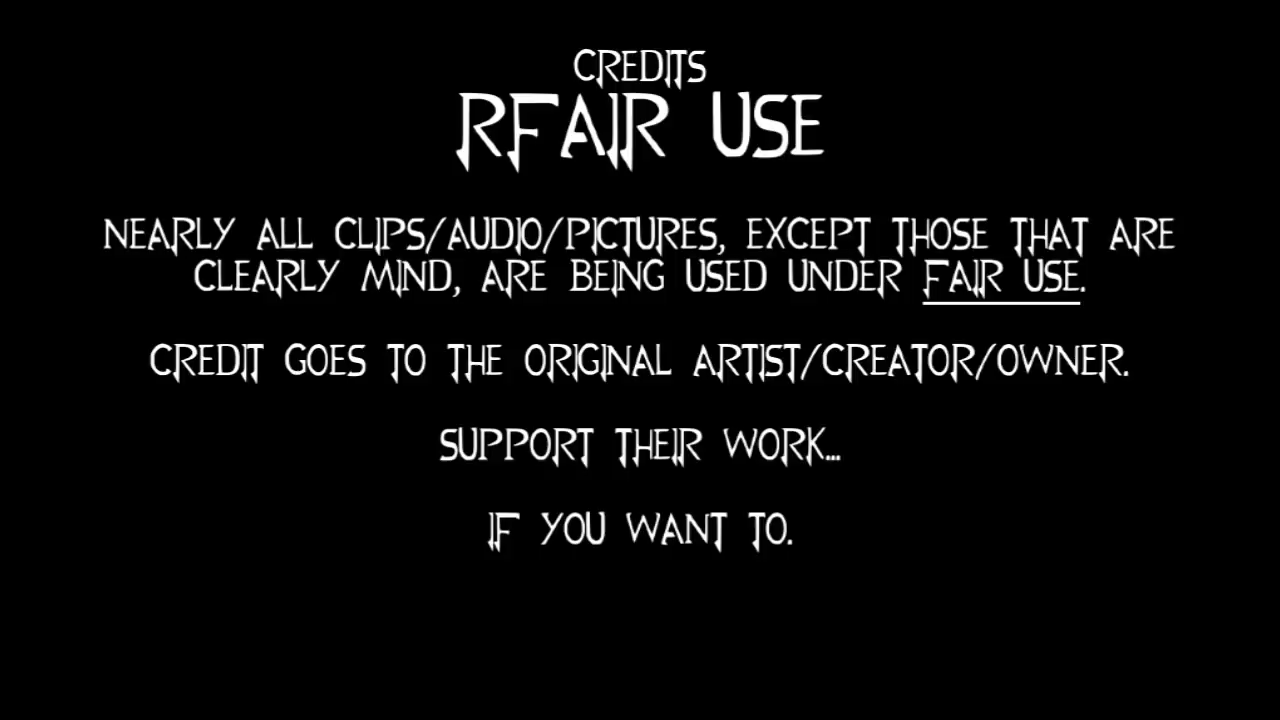 CREDITS
RFAIR USE
NEARLY ALL CLIPS/AUDIO/PICTURES, EXCEPT THOSE THAT ARE
CLEARLY MIND, ARE BEING USED UNDER FAIR USE.
CREDIT GOES TO THE ORIGINAL ARTIST/CREATOR/OWNER.
SUPPORT THEIR WORK...
IF YOU WANT TO.